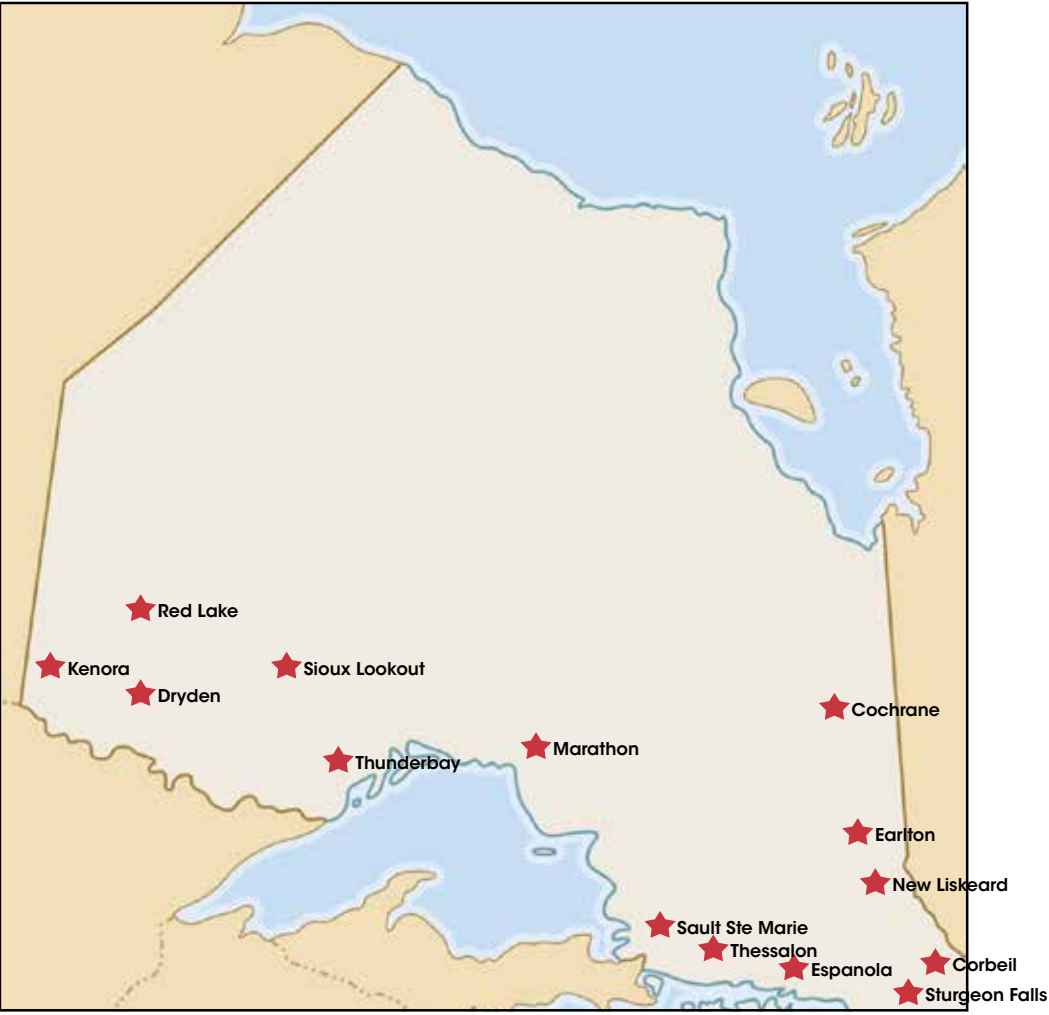 Red Lake
Kenora
Sioux Lookout
Dryden
Cochrane
Marathon
Thunderbay
Earlton
New Liskeard
Sault Ste Marie
Thessalon
Espanola
Corbeil
Sturgeon Falls